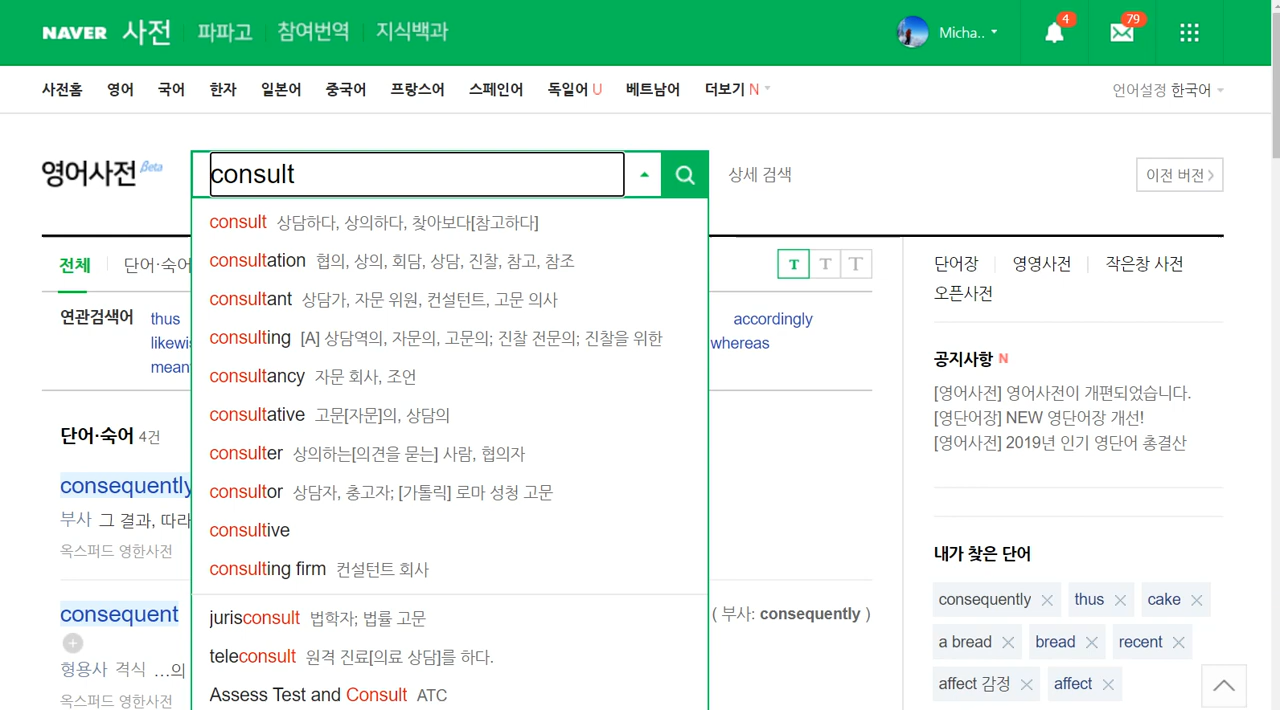 NAVER 사전 파파고 참여번역 지식백과 Micha.. 4 79
사전홈 영어 국어 한자 일본어 중국어 프랑스어 스페인어 독일어 U 베트남어 더보기 N 언어설정 한국어
영어사전 Beta consult 상세 검색 이전 버전
consult 상담하다, 상의하다, 찾아보다[참고하다]
consultation 협의, 상의, 회담, 상담, 진찰, 참고, 참조
consultant 상담가, 자문 위원, 컨설턴트, 고문 의사
consulting [A] 상담역의, 자문의, 고문의; 진찰 전문의; 진찰을 위한
consultancy 자문 회사, 조언
consultative 고문[자문]의, 상담의
consulter 상의하는[의견을 묻는] 사람, 협의자
consultor 상담자, 충고자; [가톨릭] 로마 성청 고문
consultive
consulting firm 컨설턴트 회사
jurisconsult 법학자; 법률 고문
teleconsult 원격 진료[의료 상담]를 하다.
Assess Test and Consult ATC
전체 단어·숙어 T T T
연관검색어 thus accordingly
likewi whereas
mean
단어·숙어 4건
consequently
부사 그 결과, 따라
옥스퍼드 영한사전
consequent ( 부사: consequently )
형용사 격식 …의
옥스퍼드 영한사전
단어장 영영사전 작은창 사전
오픈사전
공지사항 N
[영어사전] 영어사전이 개편되었습니다.
[영단어장] NEW 영단어장 개선!
[영어사전] 2019년 인기 영단어 총결산
내가 찾은 단어
consequently thus cake
a bread bread recent
affect 감정 affect